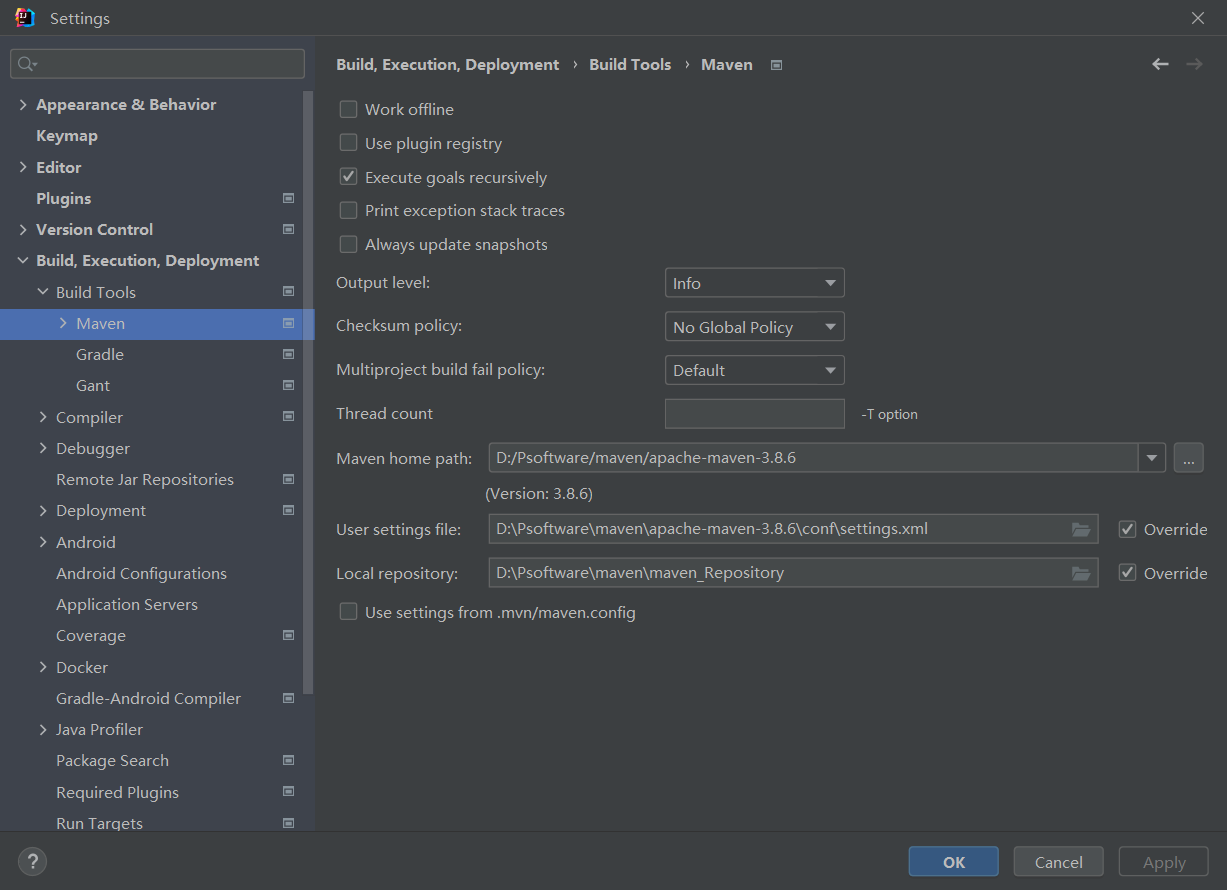 Settings
Build, Execution, Deployment › Build Tools › Maven
Appearance & Behavior
Keymap
Editor
Plugins
Version Control
Build, Execution, Deployment
Build Tools
Maven
Gradle
Gant
Compiler
Debugger
Remote Jar Repositories
Deployment
Android
Android Configurations
Application Servers
Coverage
Docker
Gradle-Android Compiler
Java Profiler
Package Search
Required Plugins
Run Targets
Work offline
Use plugin registry
Execute goals recursively
Print exception stack traces
Always update snapshots
Output level: Info
Checksum policy: No Global Policy
Multiproject build fail policy: Default
Thread count -T option
Maven home path: D:/Psoftware/maven/apache-maven-3.8.6 ...
(Version: 3.8.6)
User settings file: D:\Psoftware\maven\apache-maven-3.8.6\conf\settings.xml Override
Local repository: D:\Psoftware\maven\maven_Repository Override
Use settings from .mvn/maven.config
? OK Cancel Apply